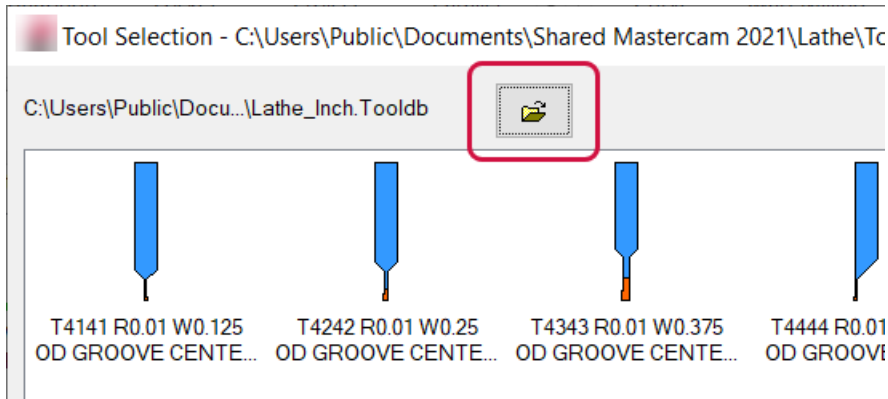 Tool Selection - C:\Users\Public\Documents\Shared Mastercam 2021\Lathe\To
C:\Users\Public\Docu...\Lathe_Inch.Tooldb
T4141 R0.01 W0.125
OD GROOVE CENTE...
T4242 R0.01 W0.25
OD GROOVE CENTE...
T4343 R0.01 W0.375
OD GROOVE CENTE...
T4444 R0.01
OD GROOVE